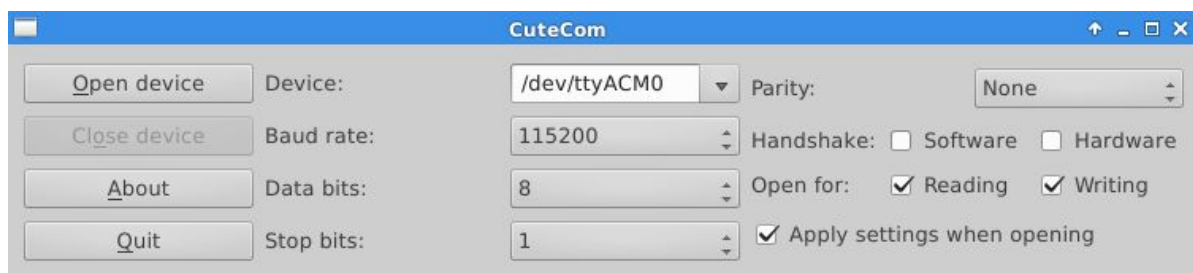 CuteCom
Open device Device: /dev/ttyACM0 Parity: None
Close device Baud rate: 115200 Handshake: Software Hardware
About Data bits: 8 Open for: Reading Writing
Quit Stop bits: 1 Apply settings when opening